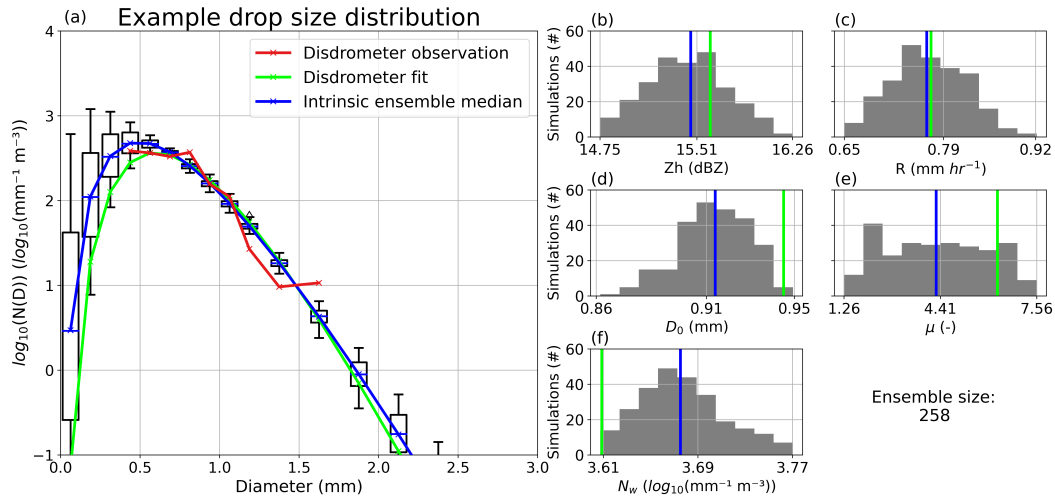 (a)
Example drop size distribution
4
3
2
1
0
−1
log10(N(D)) (log10(mm⁻¹ m⁻³))
0.0 0.5 1.0 1.5 2.0 2.5 3.0
Diameter (mm)
Disdrometer observation
Disdrometer fit
Intrinsic ensemble median
(b)
Simulations (#)
60
40
20
0
14.75 15.51 16.26
Zh (dBZ)
(c)
0.65 0.79 0.92
R (mm hr⁻¹)
(d)
Simulations (#)
60
40
20
0
0.86 0.91 0.95
D₀ (mm)
(e)
1.26 4.41 7.56
μ (-)
(f)
Simulations (#)
60
40
20
0
3.61 3.69 3.77
Nw (log10(mm⁻¹ m⁻³))
Ensemble size:
258